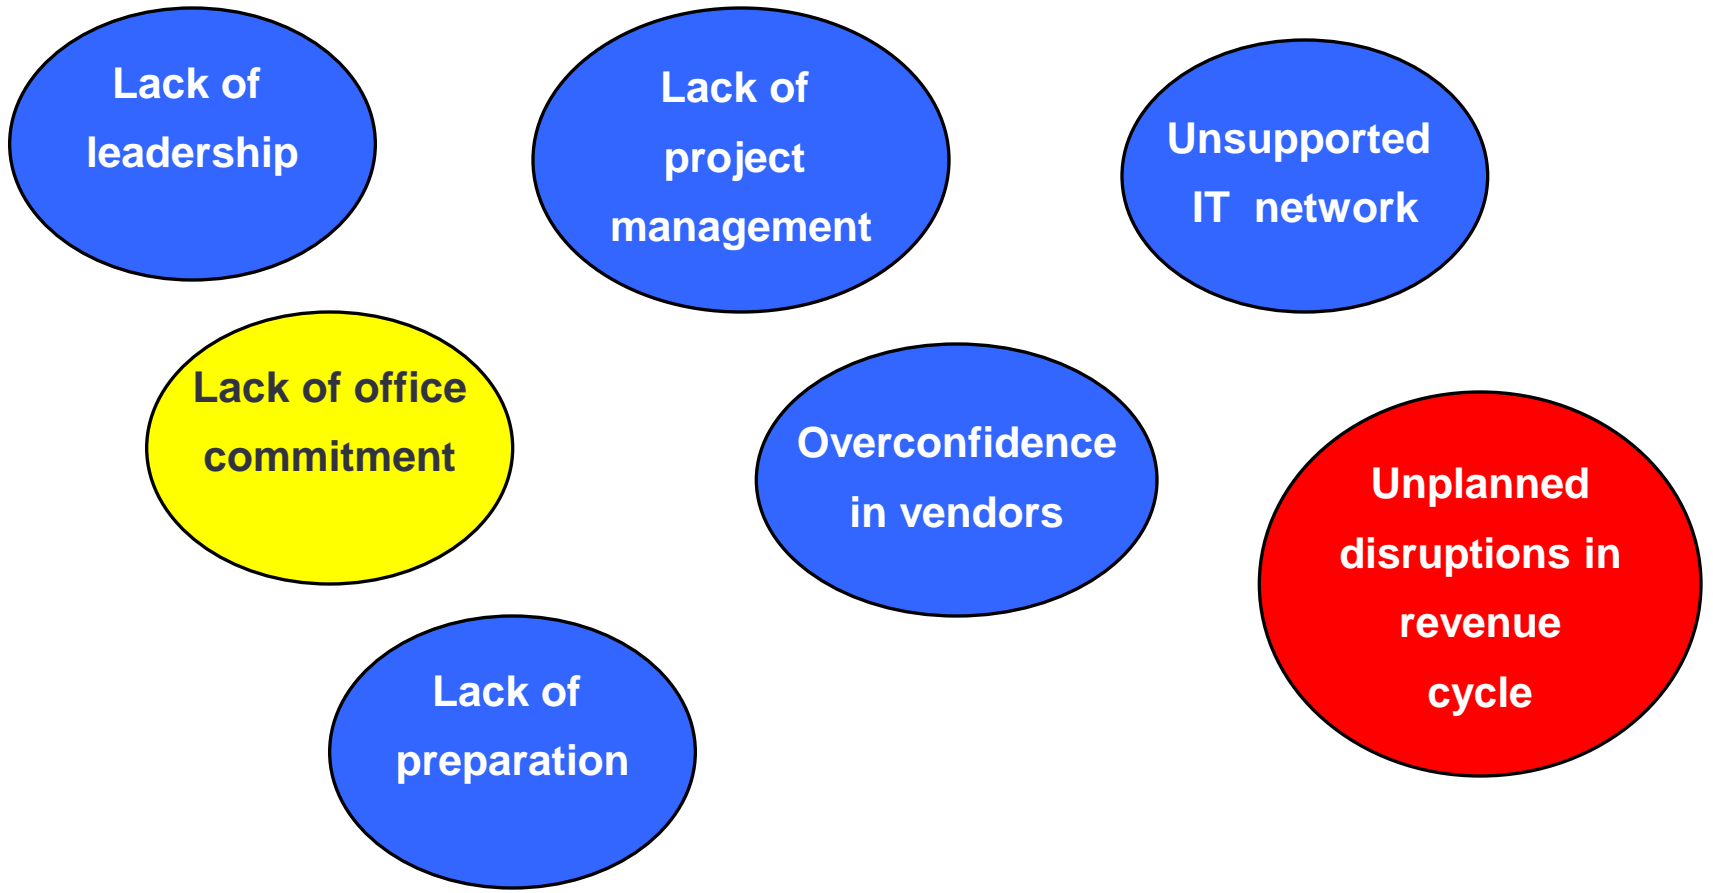 Lack of
leadership
Lack of
project
management
Unsupported
IT  network
Lack of office
commitment
Overconfidence
in vendors
Unplanned
disruptions in
revenue
cycle
Lack of
preparation